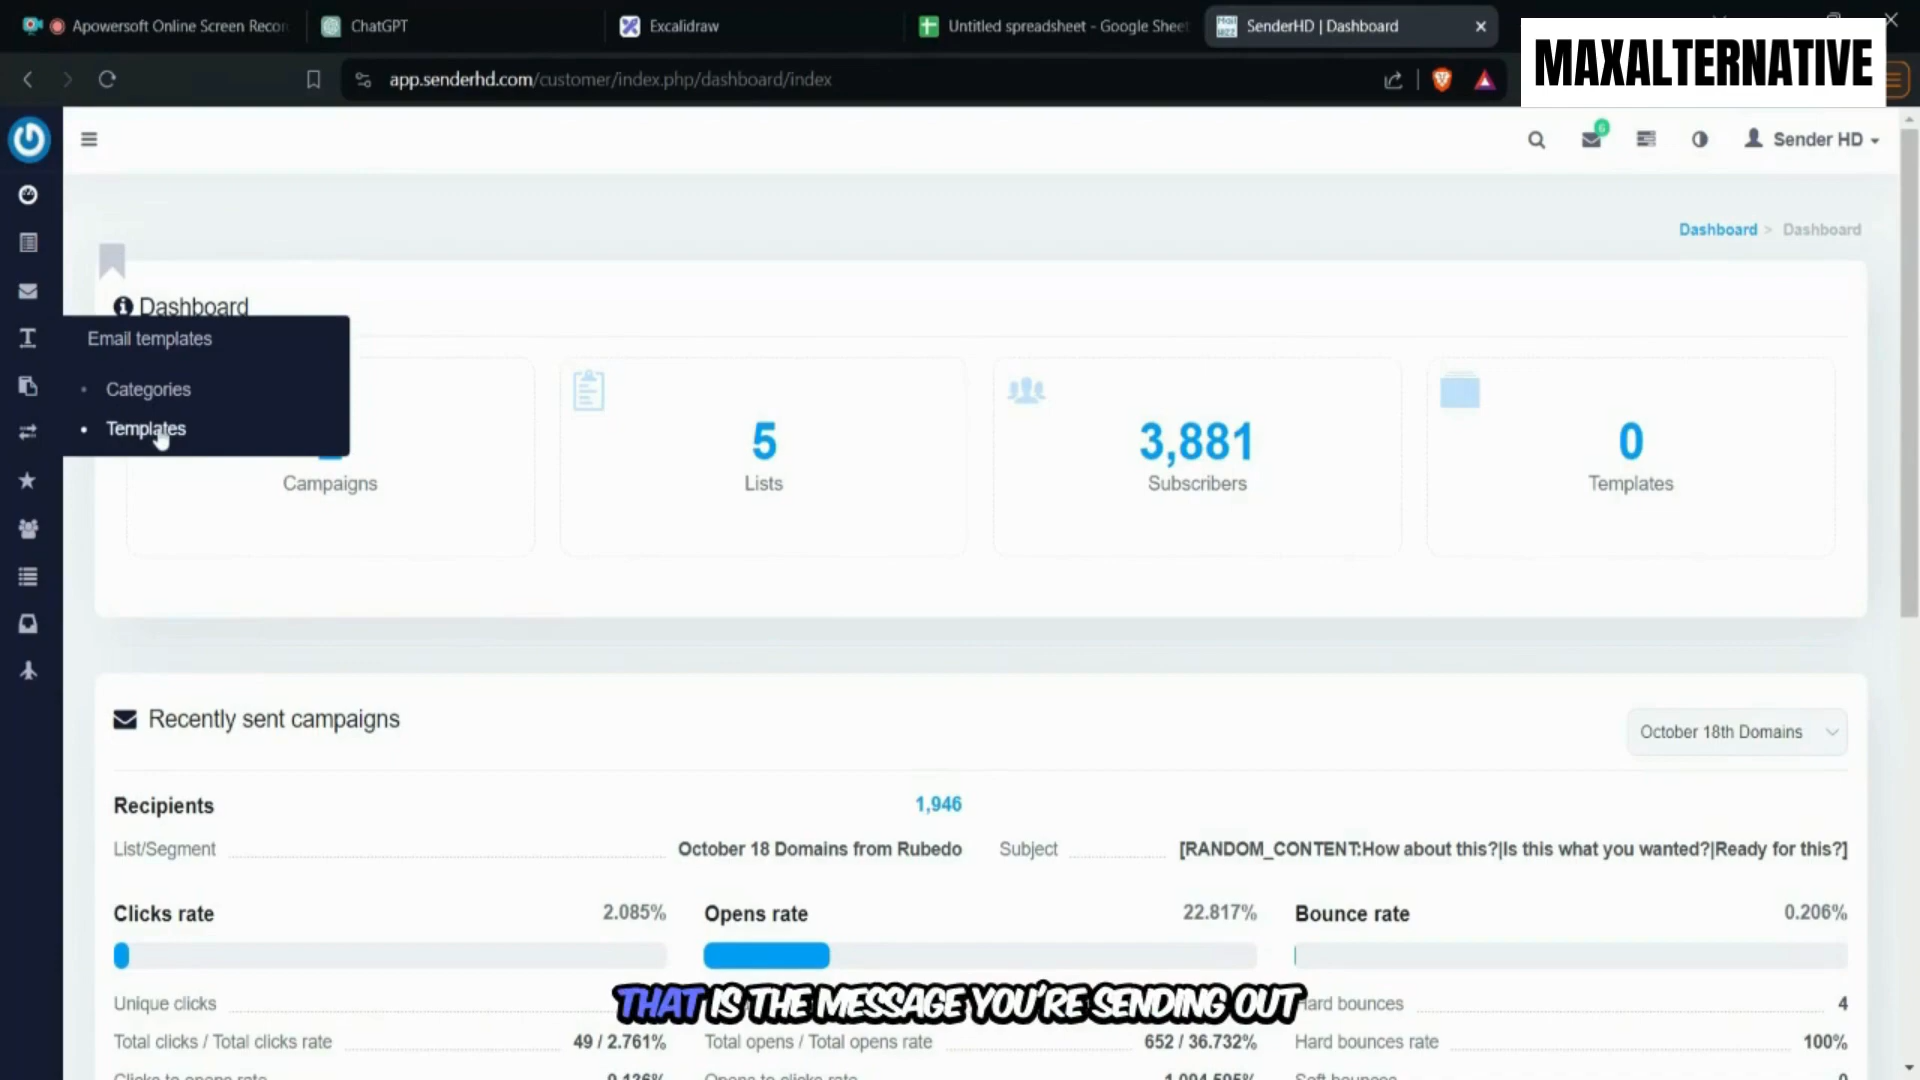 Apowersoft Online Screen Recor
ChatGPT
Excalidraw
Untitled spreadsheet - Google Sheet
SenderHD | Dashboard
MAXALTERNATIVE
app.senderhd.com/customer/index.php/dashboard/index
6
Sender HD
Dashboard > Dashboard
Dashboard
Email templates
Categories
Templates
5
3,881
0
Campaigns
Lists
Subscribers
Templates
Recently sent campaigns
October 18th Domains
Recipients 1,946
List/Segment October 18 Domains from Rubedo
Subject [RANDOM_CONTENT:How about this?|Is this what you wanted?|Ready for this?]
Clicks rate 2.085%
Opens rate 22.817%
Bounce rate 0.206%
THAT IS THE MESSAGE YOU'RE SENDING OUT
Unique clicks
Hard bounces 4
Total clicks / Total clicks rate 49 / 2.761%
Total opens / Total opens rate 652 / 36.732%
Hard bounces rate 100%